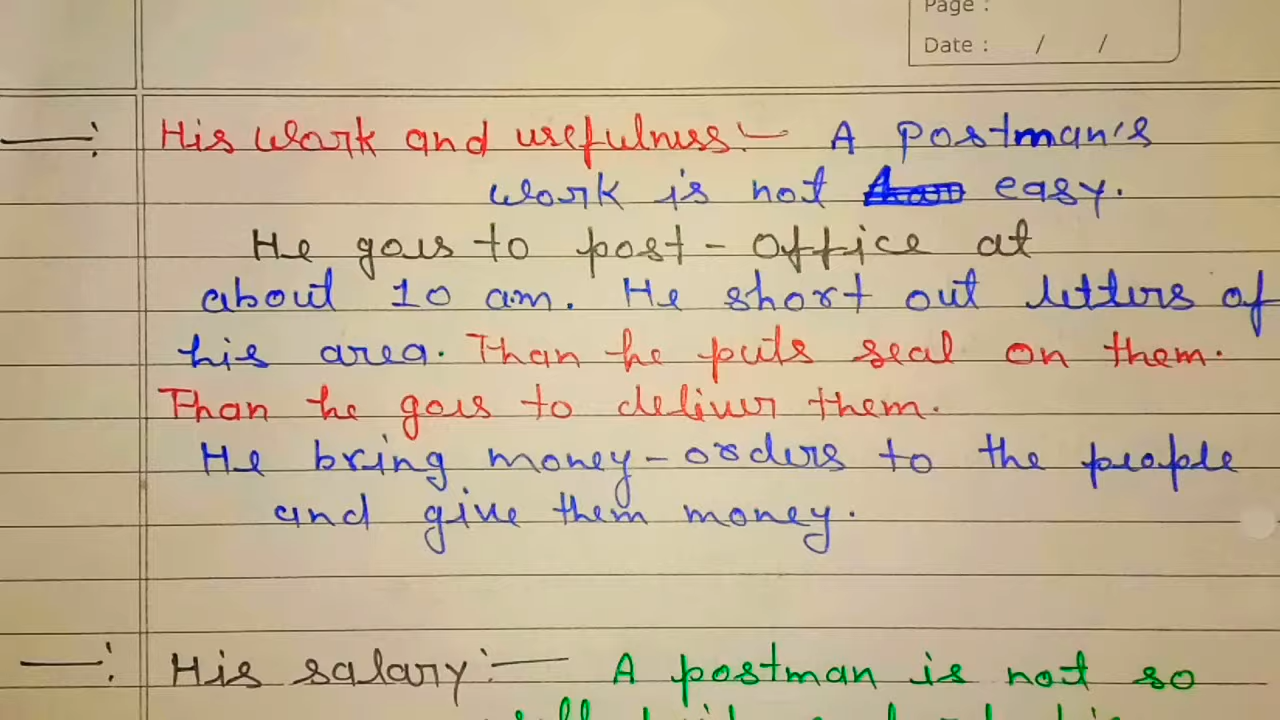 Page :
Date : / /
—: His work and usefulness :- A Postman's
work is not easy.
He goes to post-office at
about 10 am. He short out letters of
his area. Than he puts seal on them.
Than he goes to deliver them.
He bring money-orders to the people
and give them money.
—: His salary :— A postman is not so